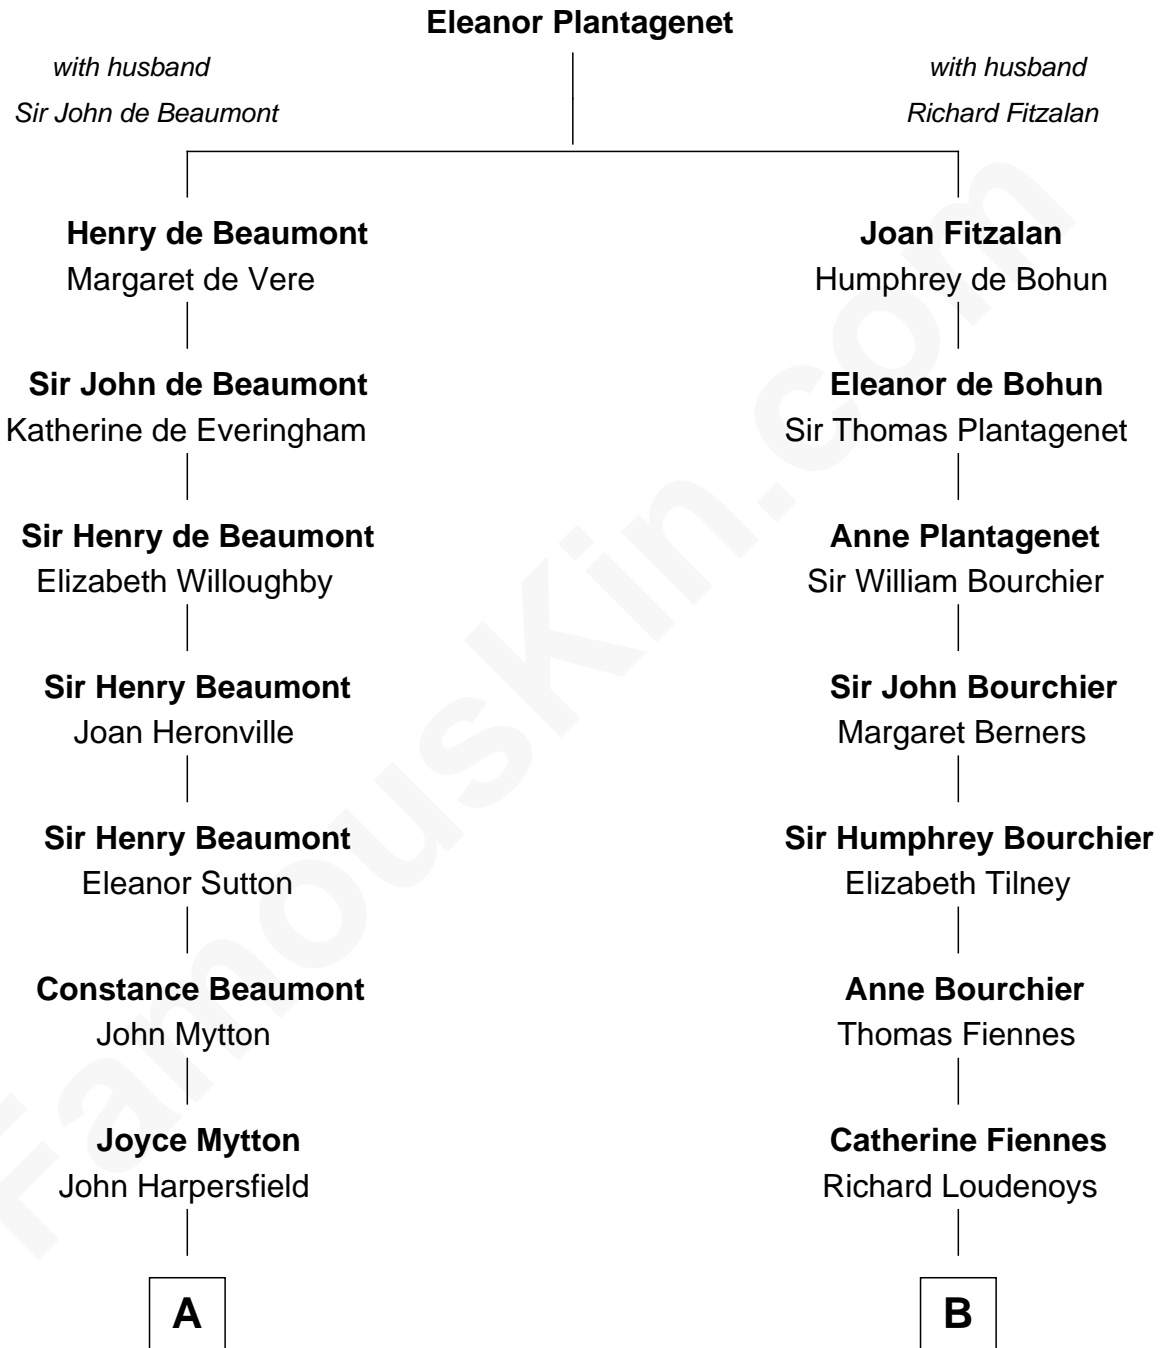 Eleanor Plantagenet
with husband
Sir John de Beaumont
with husband
Richard Fitzalan
Henry de Beaumont
Margaret de Vere
Joan Fitzalan
Humphrey de Bohun
Sir John de Beaumont
Katherine de Everingham
Eleanor de Bohun
Sir Thomas Plantagenet
Sir Henry de Beaumont
Elizabeth Willoughby
Anne Plantagenet
Sir William Bourchier
Sir Henry Beaumont
Joan Heronville
Sir John Bourchier
Margaret Berners
Sir Henry Beaumont
Eleanor Sutton
Sir Humphrey Bourchier
Elizabeth Tilney
Constance Beaumont
John Mytton
Anne Bourchier
Thomas Fiennes
Joyce Mytton
John Harpersfield
Catherine Fiennes
Richard Loudenoys
A
B
FamousKin.com